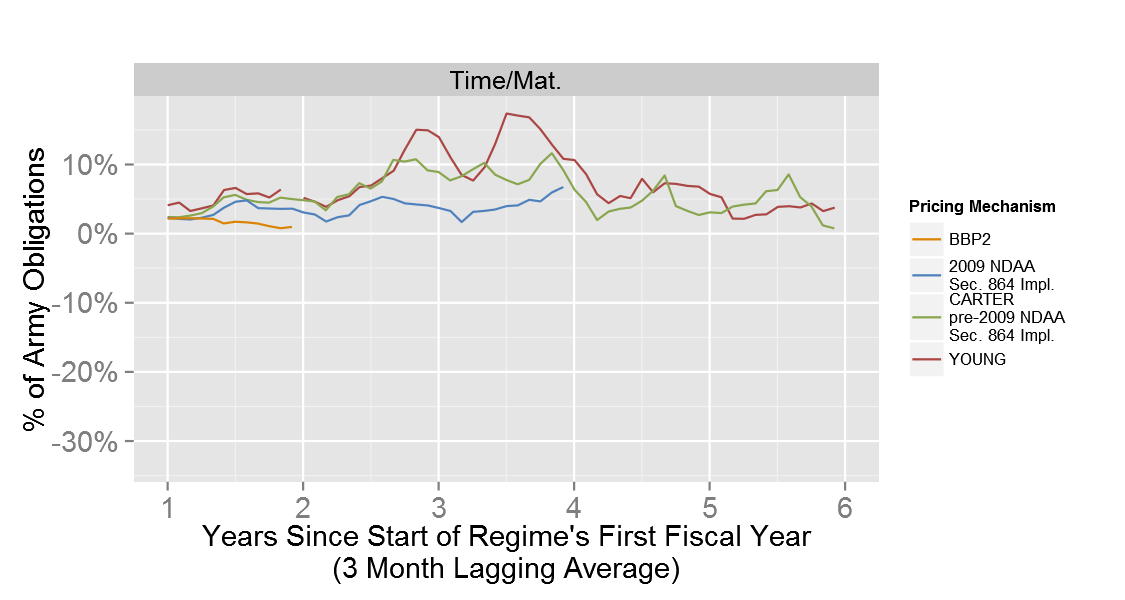 Time/Mat.
% of Army Obligations
10%
0%
-10%
-20%
-30%
1 2 3 4 5 6
Years Since Start of Regime's First Fiscal Year
(3 Month Lagging Average)
Pricing Mechanism
BBP2
2009 NDAA
Sec. 864 Impl.
CARTER
pre-2009 NDAA
Sec. 864 Impl.
YOUNG